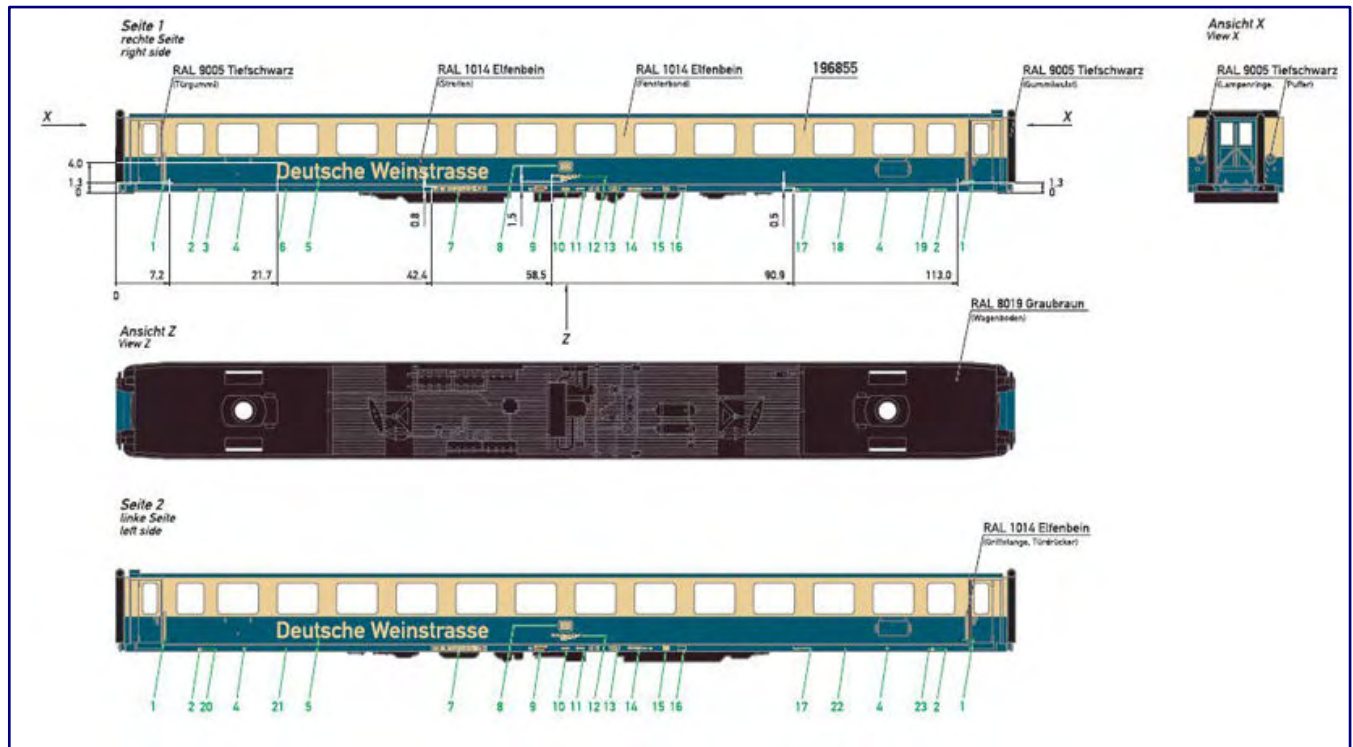 Seite 1
rechte Seite
right side
Ansicht X
View X
RAL 9005 Tiefschwarz
(Türgummi)
RAL 1014 Elfenbein
(Streifen)
RAL 1014 Elfenbein
(Fensterband)
196855
RAL 9005 Tiefschwarz
(Gummiwulst)
RAL 9005 Tiefschwarz
(Lampenringe, Puffer)
X
X
4.0
1.3
0
Deutsche Weinstrasse
1.3
0
0.8
1.5
0.5
1 2 3 4 6 5 7 8 9 10 11 12 13 14 15 16 17 18 4 19 2 1
7.2 21.7 42.4 58.5 90.9 113.0
0
Z
Ansicht Z
View Z
RAL 8019 Graubraun
(Wagenboden)
Seite 2
linke Seite
left side
RAL 1014 Elfenbein
(Griffstange, Türdrücker)
Deutsche Weinstrasse
1 2 20 4 21 5 7 8 9 10 11 12 13 14 15 16 17 22 4 23 2 1